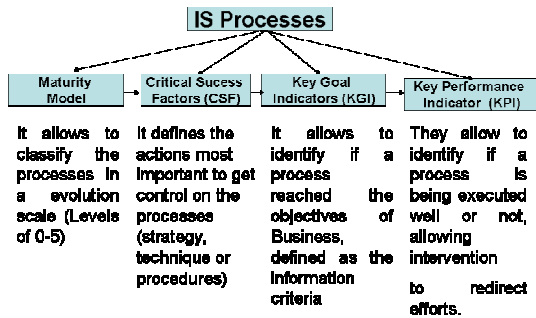 IS Processes
Maturity
Model
Critical Sucess
Factors (CSF)
Key Goal
Indicators (KGI)
Key Performance
Indicator (KPI)
It allows to
classify the
processes in
a evolution
scale (Levels
of 0-5)
It defines the
actions most
important to get
control on the
processes
(strategy,
technique or
procedures)
It allows to
identify if a
process
reached the
objectives of
Business,
defined as the
information
criteria
They allow to
identify if a
process is
being executed
well or not,
allowing
intervention
to redirect
efforts.